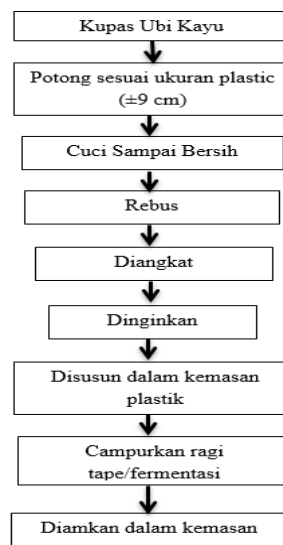 Kupas Ubi Kayu
Potong sesuai ukuran plastic
(±9 cm)
Cuci Sampai Bersih
Rebus
Diangkat
Dinginkan
Disusun dalam kemasan
plastik
Campurkan ragi
tape/fermentasi
Diamkan dalam kemasan